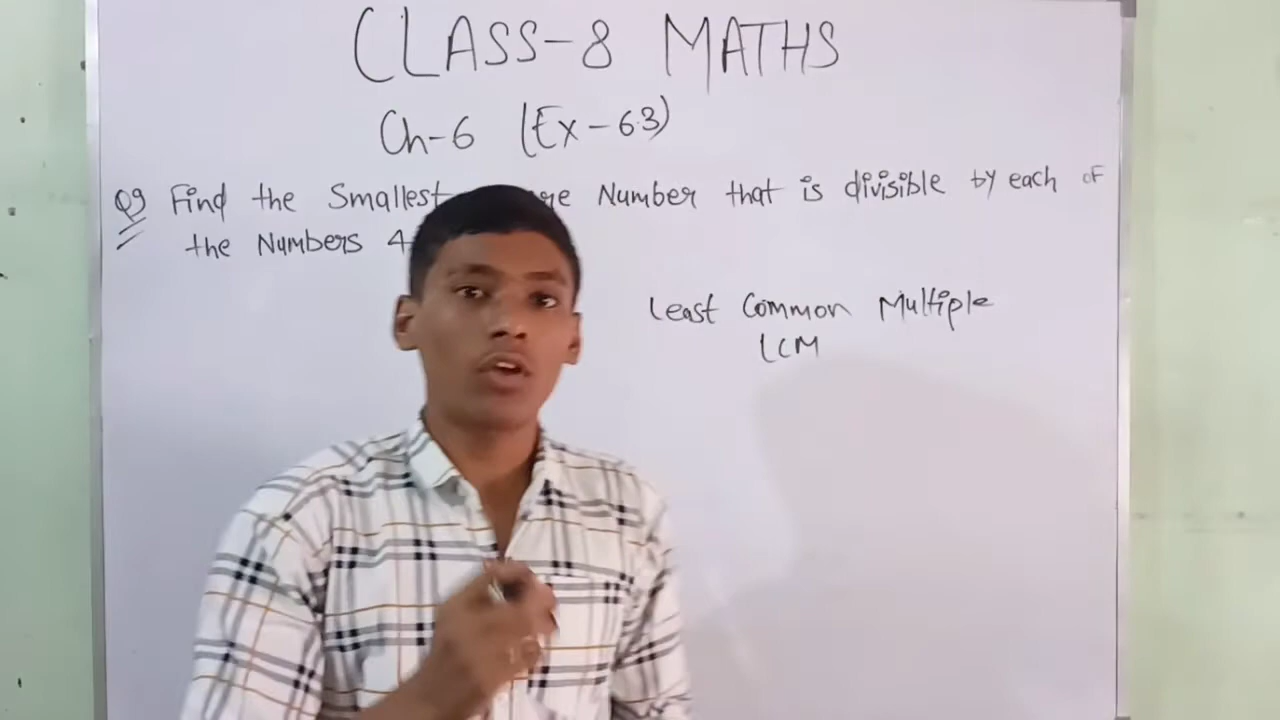 CLASS-8 MATHS
Ch-6 (Ex-6.3)
Q9 Find the Smallest Number that is divisible by each of
the Numbers 4
Least Common Multiple
LCM